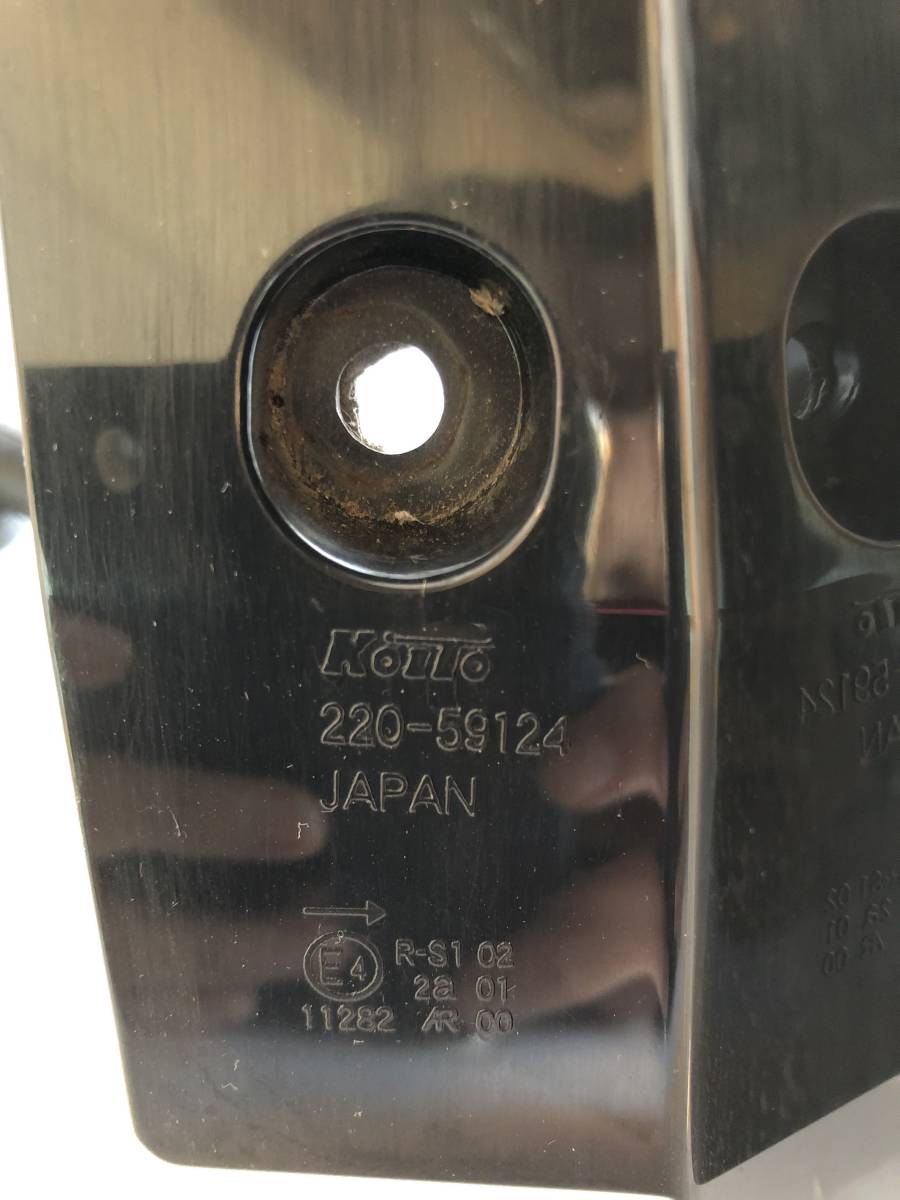 KOITO
220-59124
JAPAN
→
E4 R-S1 02
2a 01
11282 AR 00